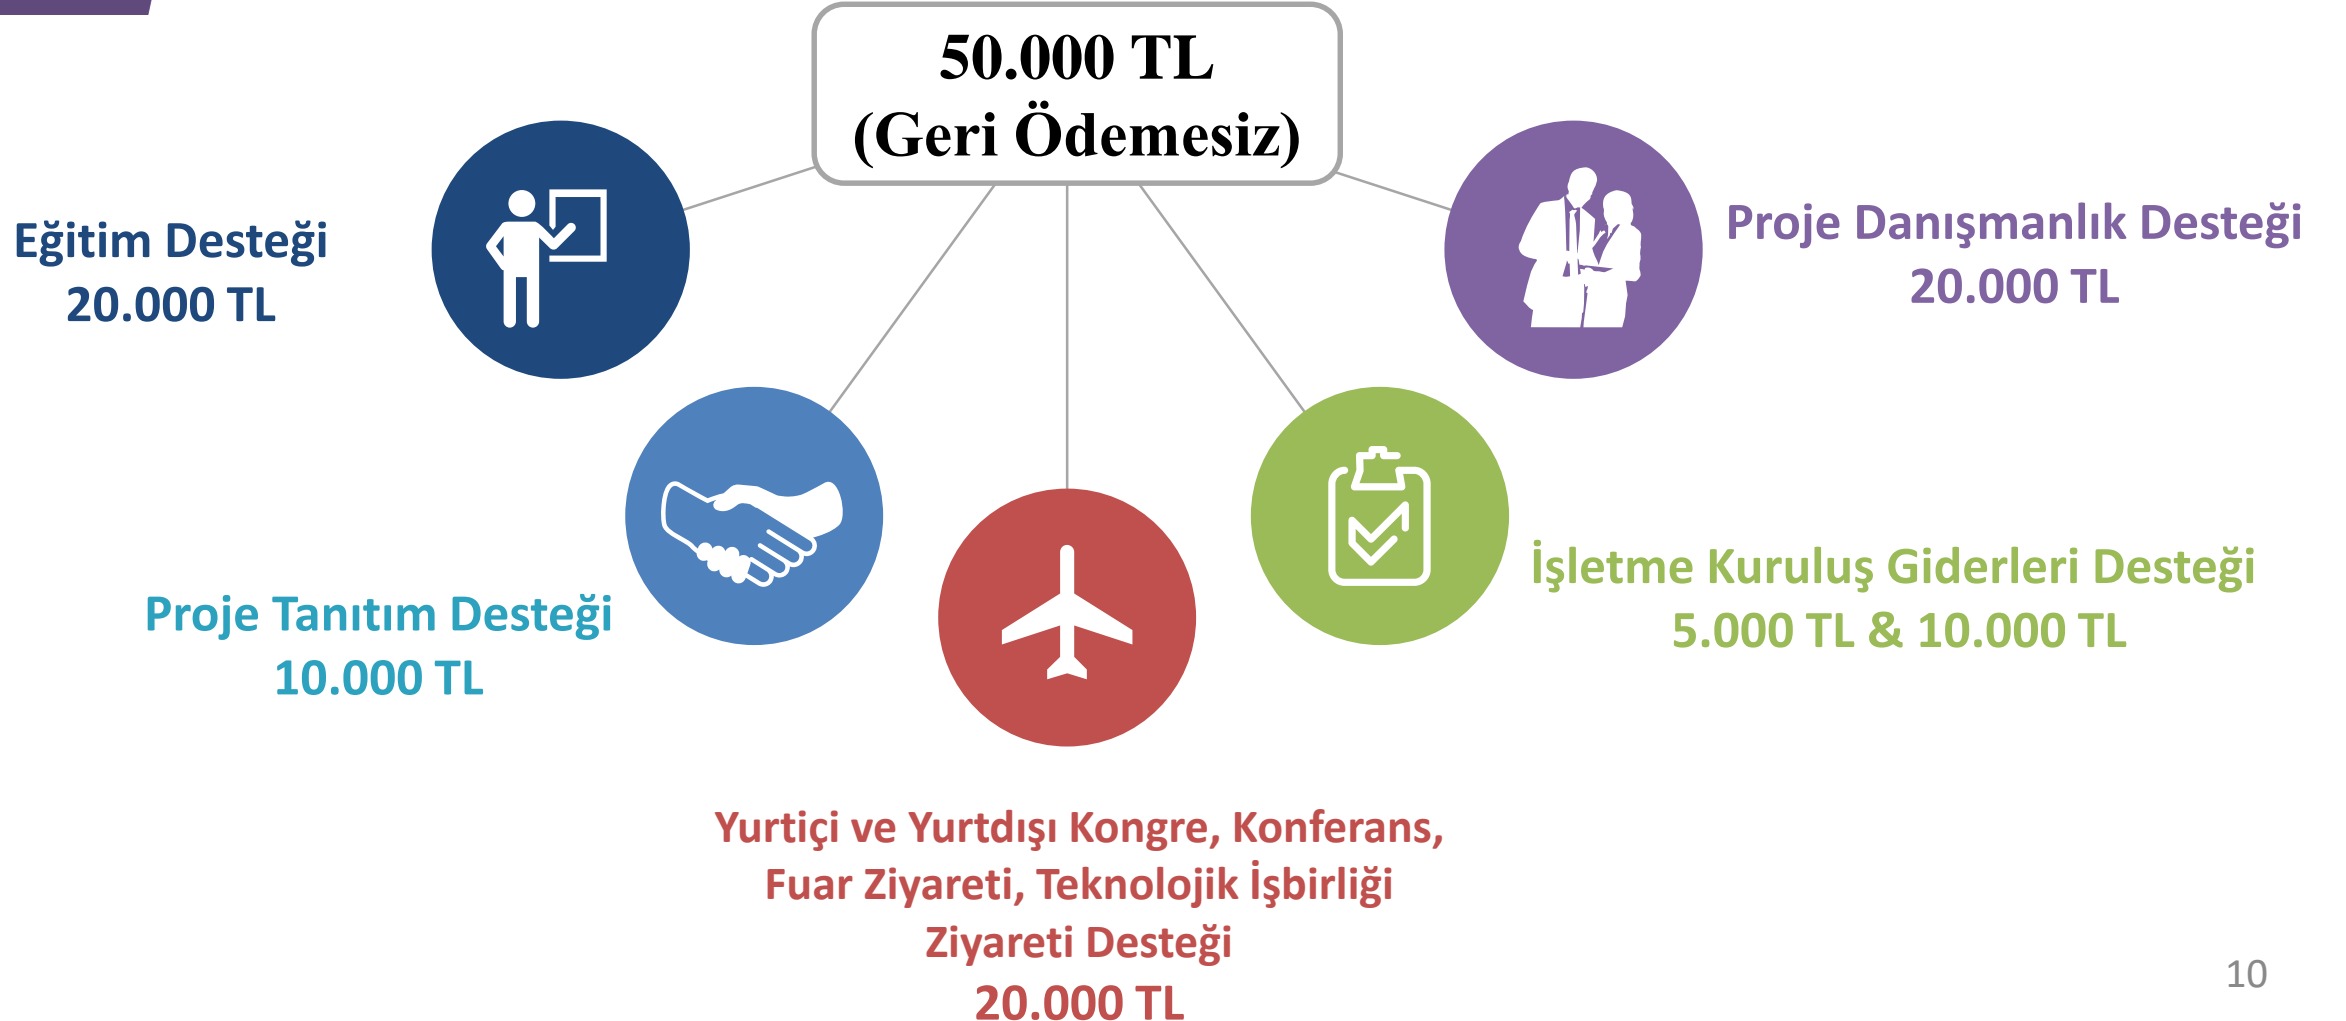 50.000 TL
(Geri Ödemesiz)
Eğitim Desteği
20.000 TL
Proje Danışmanlık Desteği
20.000 TL
Proje Tanıtım Desteği
10.000 TL
İşletme Kuruluş Giderleri Desteği
5.000 TL & 10.000 TL
Yurtiçi ve Yurtdışı Kongre, Konferans,
Fuar Ziyareti, Teknolojik İşbirliği
Ziyareti Desteği
20.000 TL
10